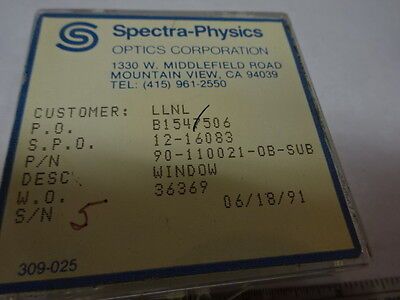 Spectra-Physics
OPTICS CORPORATION
1330 W. MIDDLEFIELD ROAD
MOUNTAIN VIEW, CA 94039
TEL: (415) 961-2550
CUSTOMER: LLNL
P.O. B1547506
S.P.O. 12-16083
P/N 90-110021-OB-SUB
DESC WINDOW
W.O. 36369 06/18/91
S/N 5
309-025